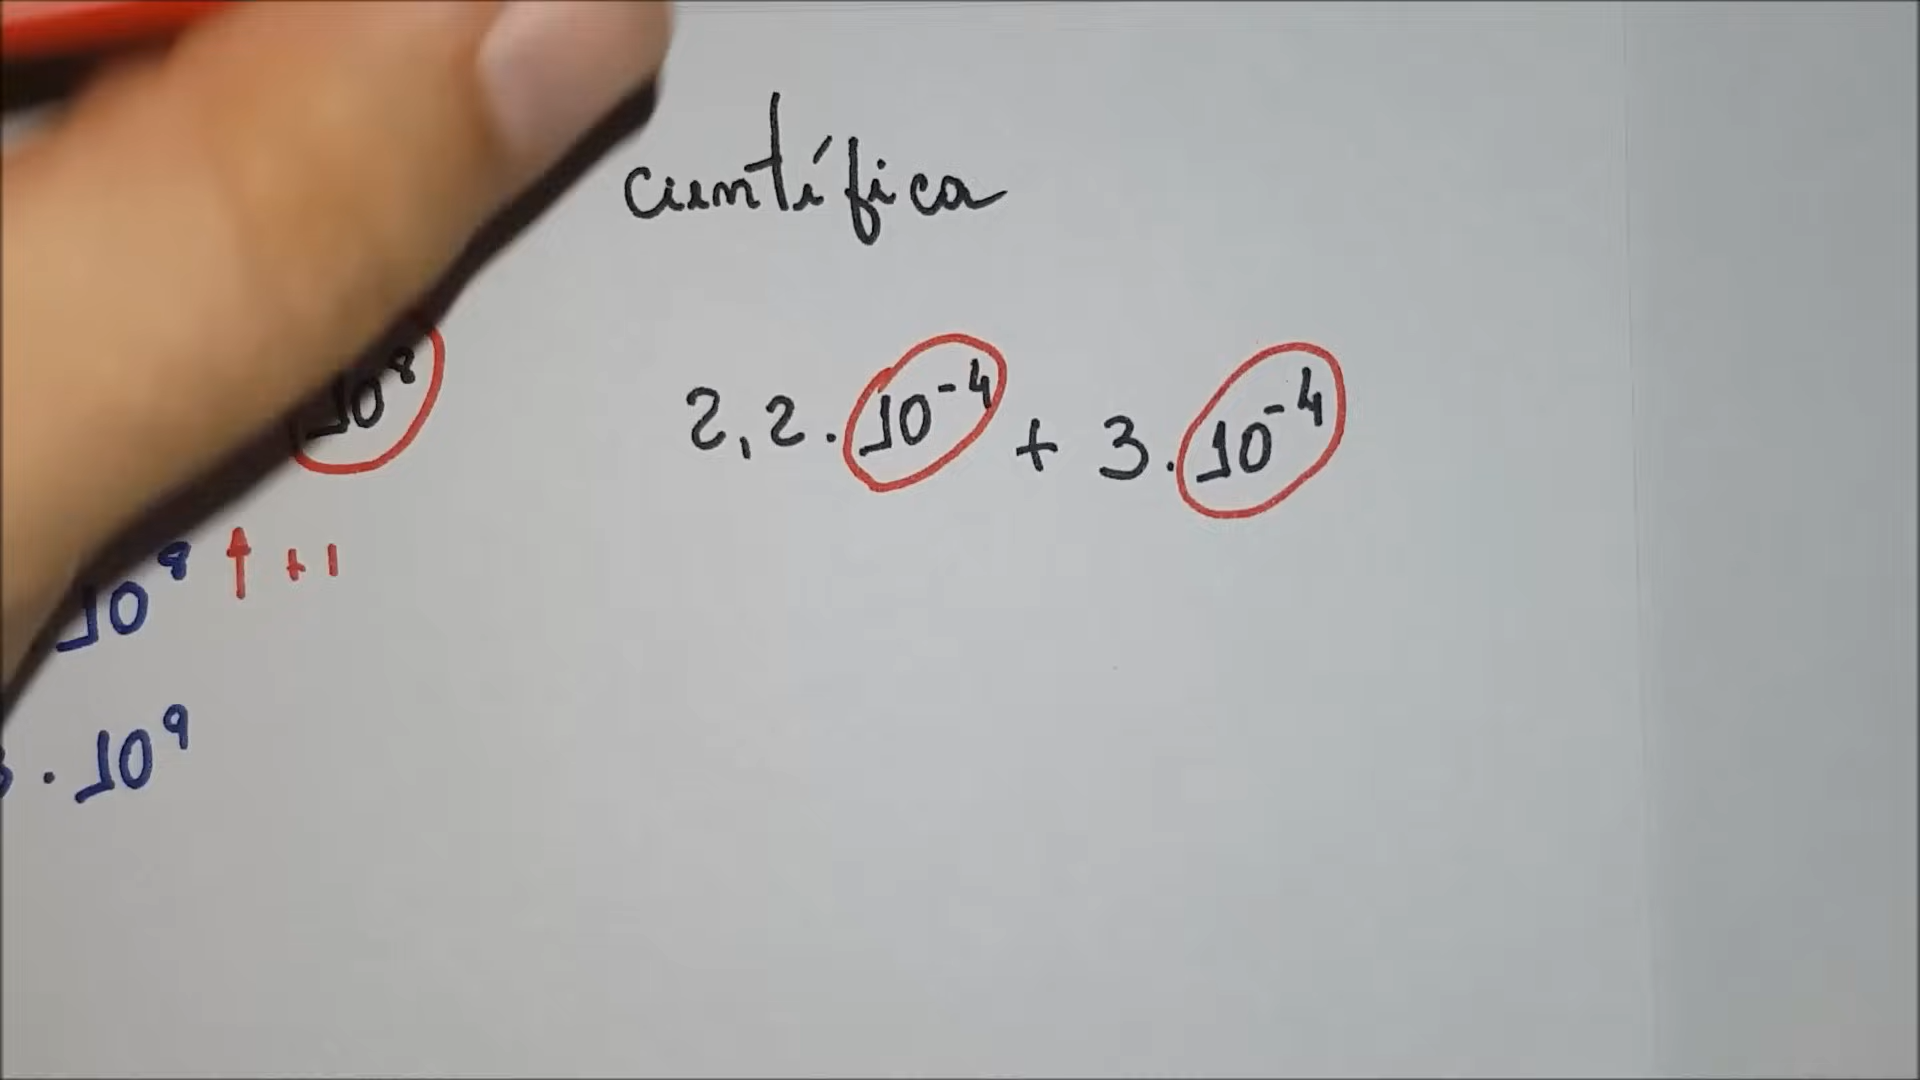 científica
10⁸
2,2 . 10⁻⁴ + 3 . 10⁻⁴
10⁸ ↑ +1
. 10⁹